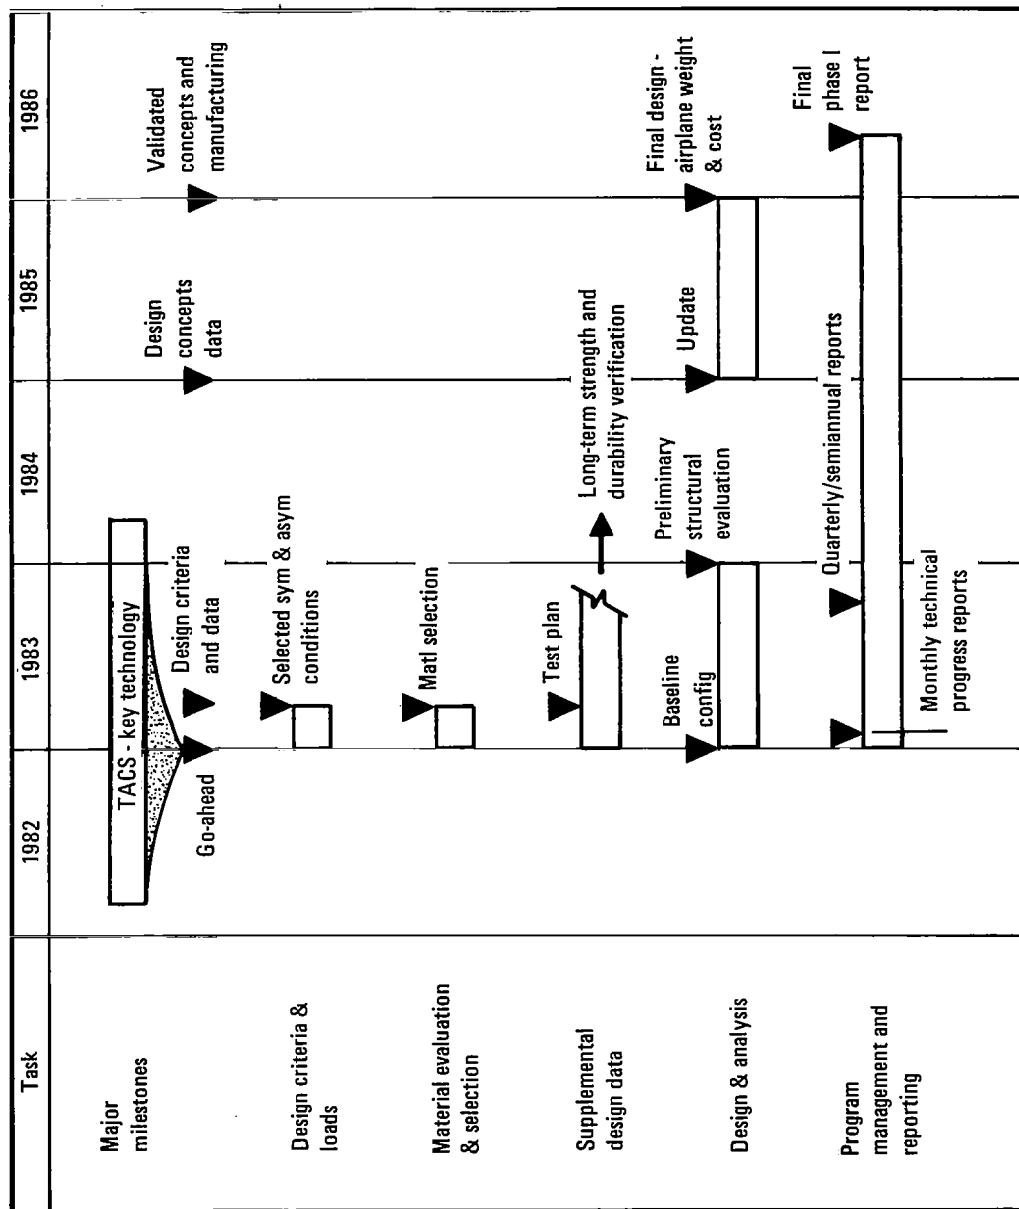 Task
1982
1983
1984
1985
1986
Major
milestones
TACS - key technology
Go-ahead
Design criteria
and data
Design
concepts
data
Validated
concepts and
manufacturing
Design criteria &
loads
Selected sym & asym
conditions
Material evaluation
& selection
Matl selection
Supplemental
design data
Test plan
Long-term strength and
durability verification
Design & analysis
Baseline
config
Preliminary
structural
evaluation
Update
Final design -
airplane weight
& cost
Program
management and
reporting
Monthly technical
progress reports
Quarterly/semiannual reports
Final
phase I
report